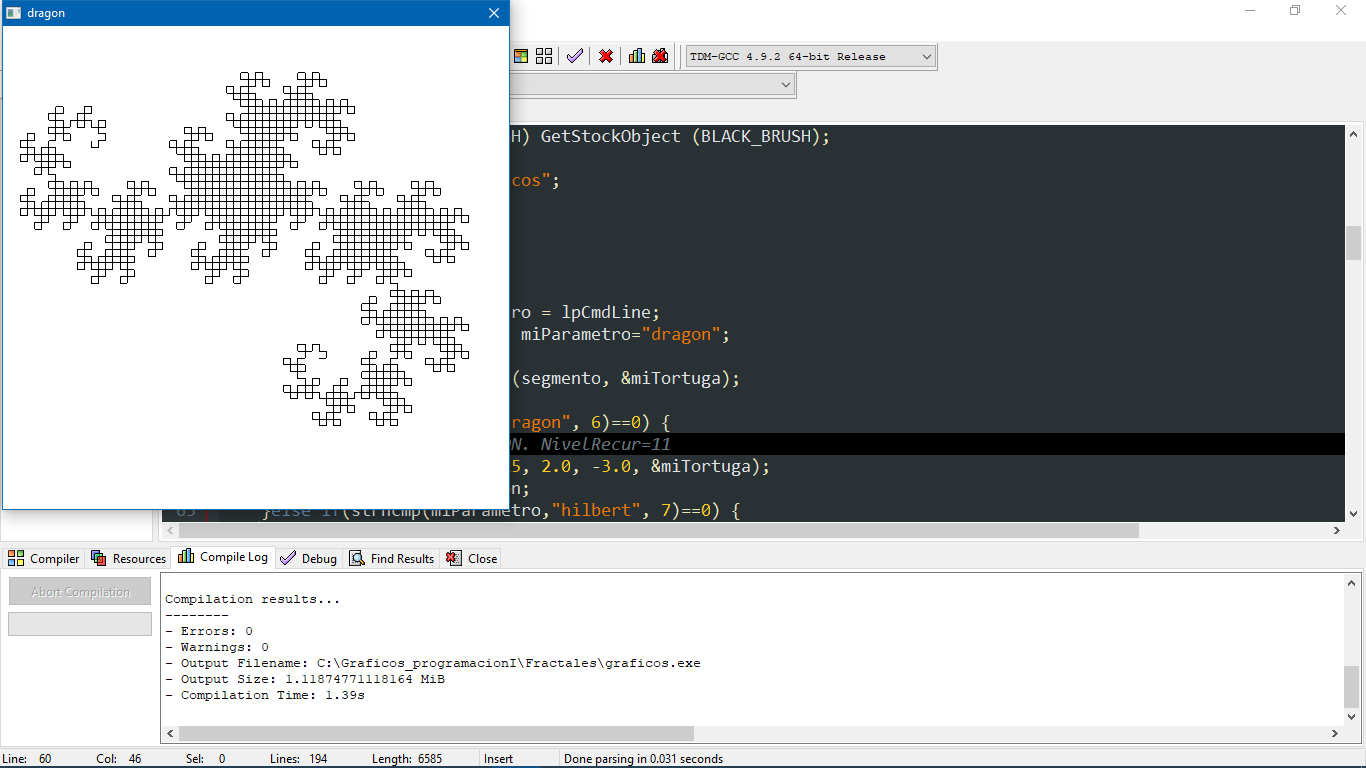 dragon
TDM-GCC 4.9.2 64-bit Release
H) GetStockObject (BLACK_BRUSH);
cos";
ro = lpCmdLine;
miParametro="dragon";
(segmento, &miTortuga);
ragon", 6)==0) {
N. NivelRecur=11
5, 2.0, -3.0, &miTortuga);
n;
}else if(strncmp(miParametro,"hilbert", 7)==0) {
Compiler Resources Compile Log Debug Find Results Close
Abort Compilation
Compilation results...
--------
- Errors: 0
- Warnings: 0
- Output Filename: C:\Graficos_programacionI\Fractales\graficos.exe
- Output Size: 1.11874771118164 MiB
- Compilation Time: 1.39s
Line: 60 Col: 46 Sel: 0 Lines: 194 Length: 6585 Insert Done parsing in 0.031 seconds